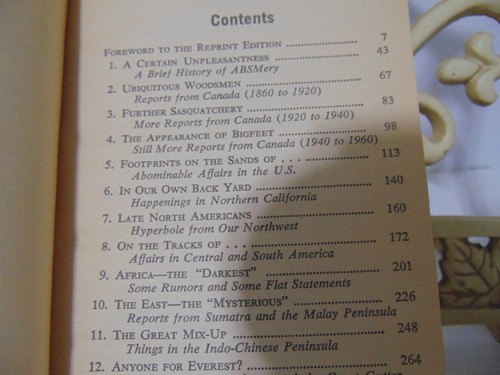 Contents
FOREWORD TO THE REPRINT EDITION .................... 7
1. A CERTAIN UNPLEASANTNESS ........................ 43
A Brief History of ABSMery
2. UBIQUITOUS WOODSMEN ............................. 67
Reports from Canada (1860 to 1920)
3. FURTHER SASQUATCHERY ............................ 83
More Reports from Canada (1920 to 1940)
4. THE APPEARANCE OF BIGFEET ....................... 98
Still More Reports from Canada (1940 to 1960)
5. FOOTPRINTS ON THE SANDS OF . . . ................ 113
Abominable Affairs in the U.S.
6. IN OUR OWN BACK YARD ............................ 140
Happenings in Northern California
7. LATE NORTH AMERICANS ............................ 160
Hyperbole from Our Northwest
8. ON THE TRACKS OF . . . .......................... 172
Affairs in Central and South America
9. AFRICA—THE "DARKEST" ............................ 201
Some Rumors and Some Flat Statements
10. THE EAST—THE "MYSTERIOUS" ...................... 226
Reports from Sumatra and the Malay Peninsula
11. THE GREAT MIX-UP ............................... 248
Things in the Indo-Chinese Peninsula
12. ANYONE FOR EVEREST? ............................ 264